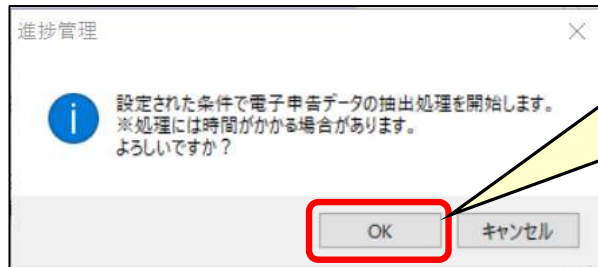 進捗管理
設定された条件で電子申告データの抽出処理を開始します。
※処理には時間がかかる場合があります。
よろしいですか？
OK
キャンセル